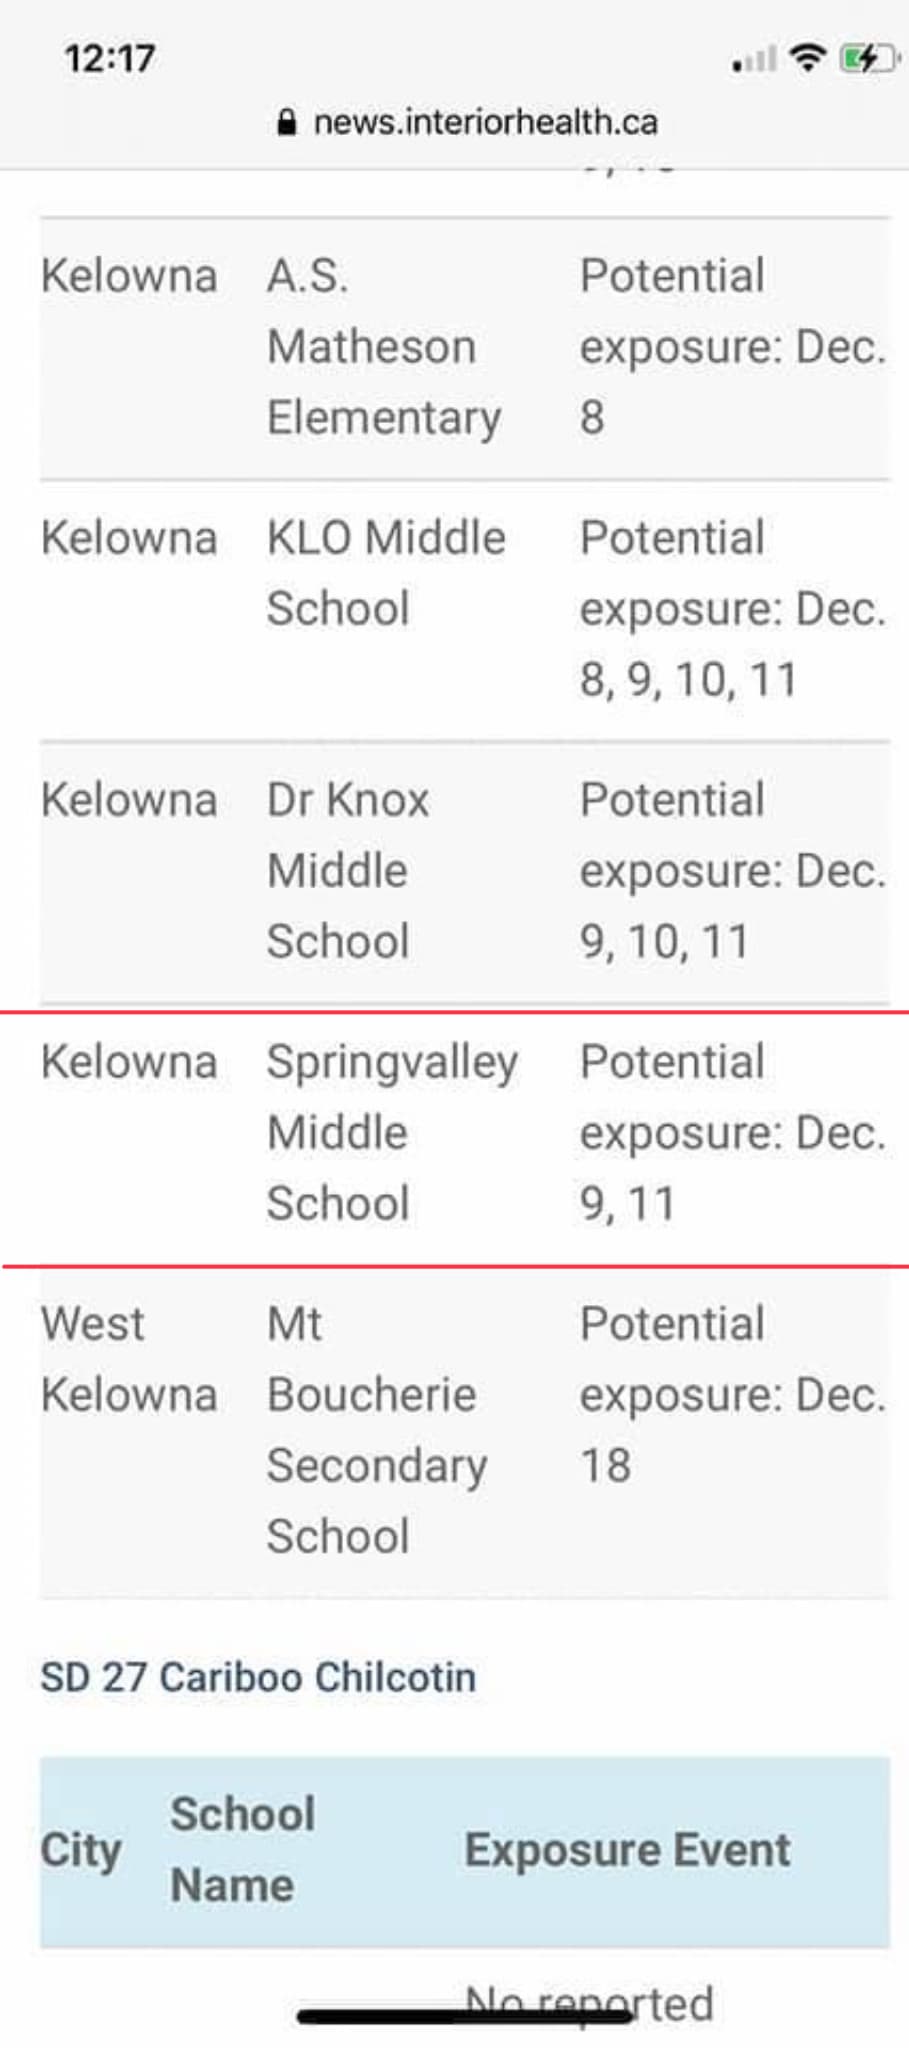 12:17
news.interiorhealth.ca
Kelowna A.S. Potential
Matheson exposure: Dec.
Elementary 8
Kelowna KLO Middle Potential
School exposure: Dec.
8, 9, 10, 11
Kelowna Dr Knox Potential
Middle exposure: Dec.
School 9, 10, 11
Kelowna Springvalley Potential
Middle exposure: Dec.
School 9, 11
West Mt Potential
Kelowna Boucherie exposure: Dec.
Secondary 18
School
SD 27 Cariboo Chilcotin
City School Name Exposure Event
No reported